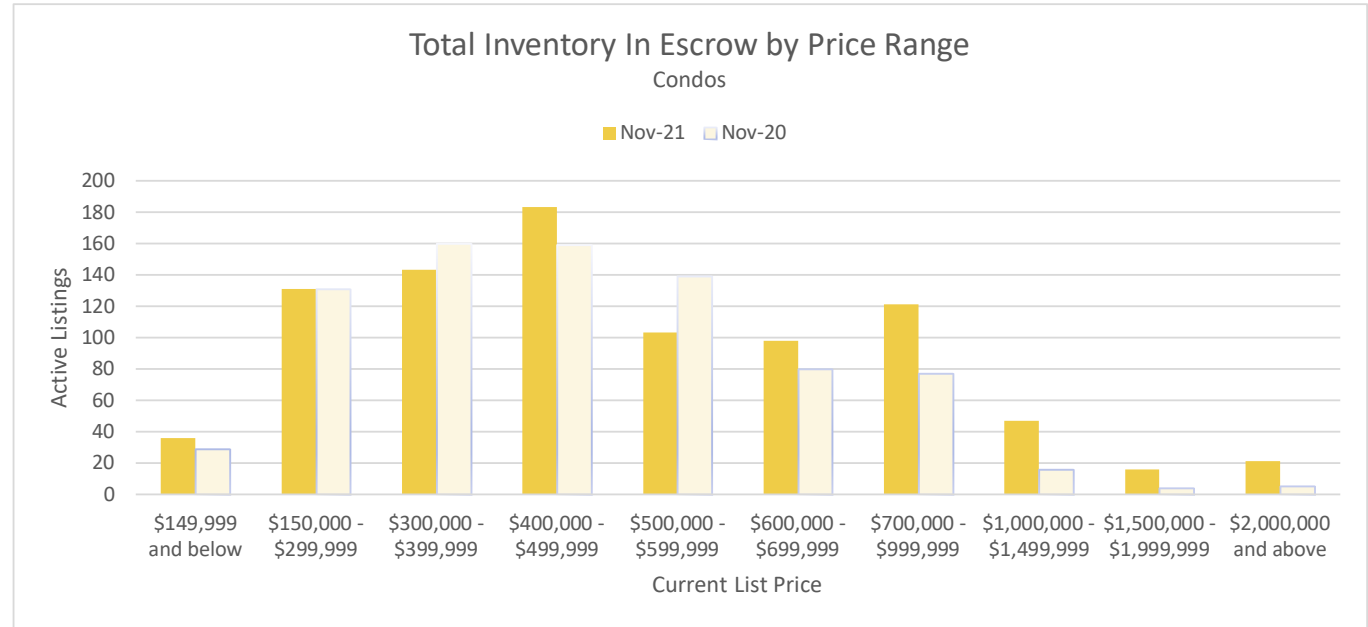 Total Inventory In Escrow by Price Range
Condos
Nov-21 Nov-20
200
180
160
140
120
100
80
60
40
20
0
Active Listings
$149,999 and below
$150,000 - $299,999
$300,000 - $399,999
$400,000 - $499,999
$500,000 - $599,999
$600,000 - $699,999
$700,000 - $999,999
$1,000,000 - $1,499,999
$1,500,000 - $1,999,999
$2,000,000 and above
Current List Price